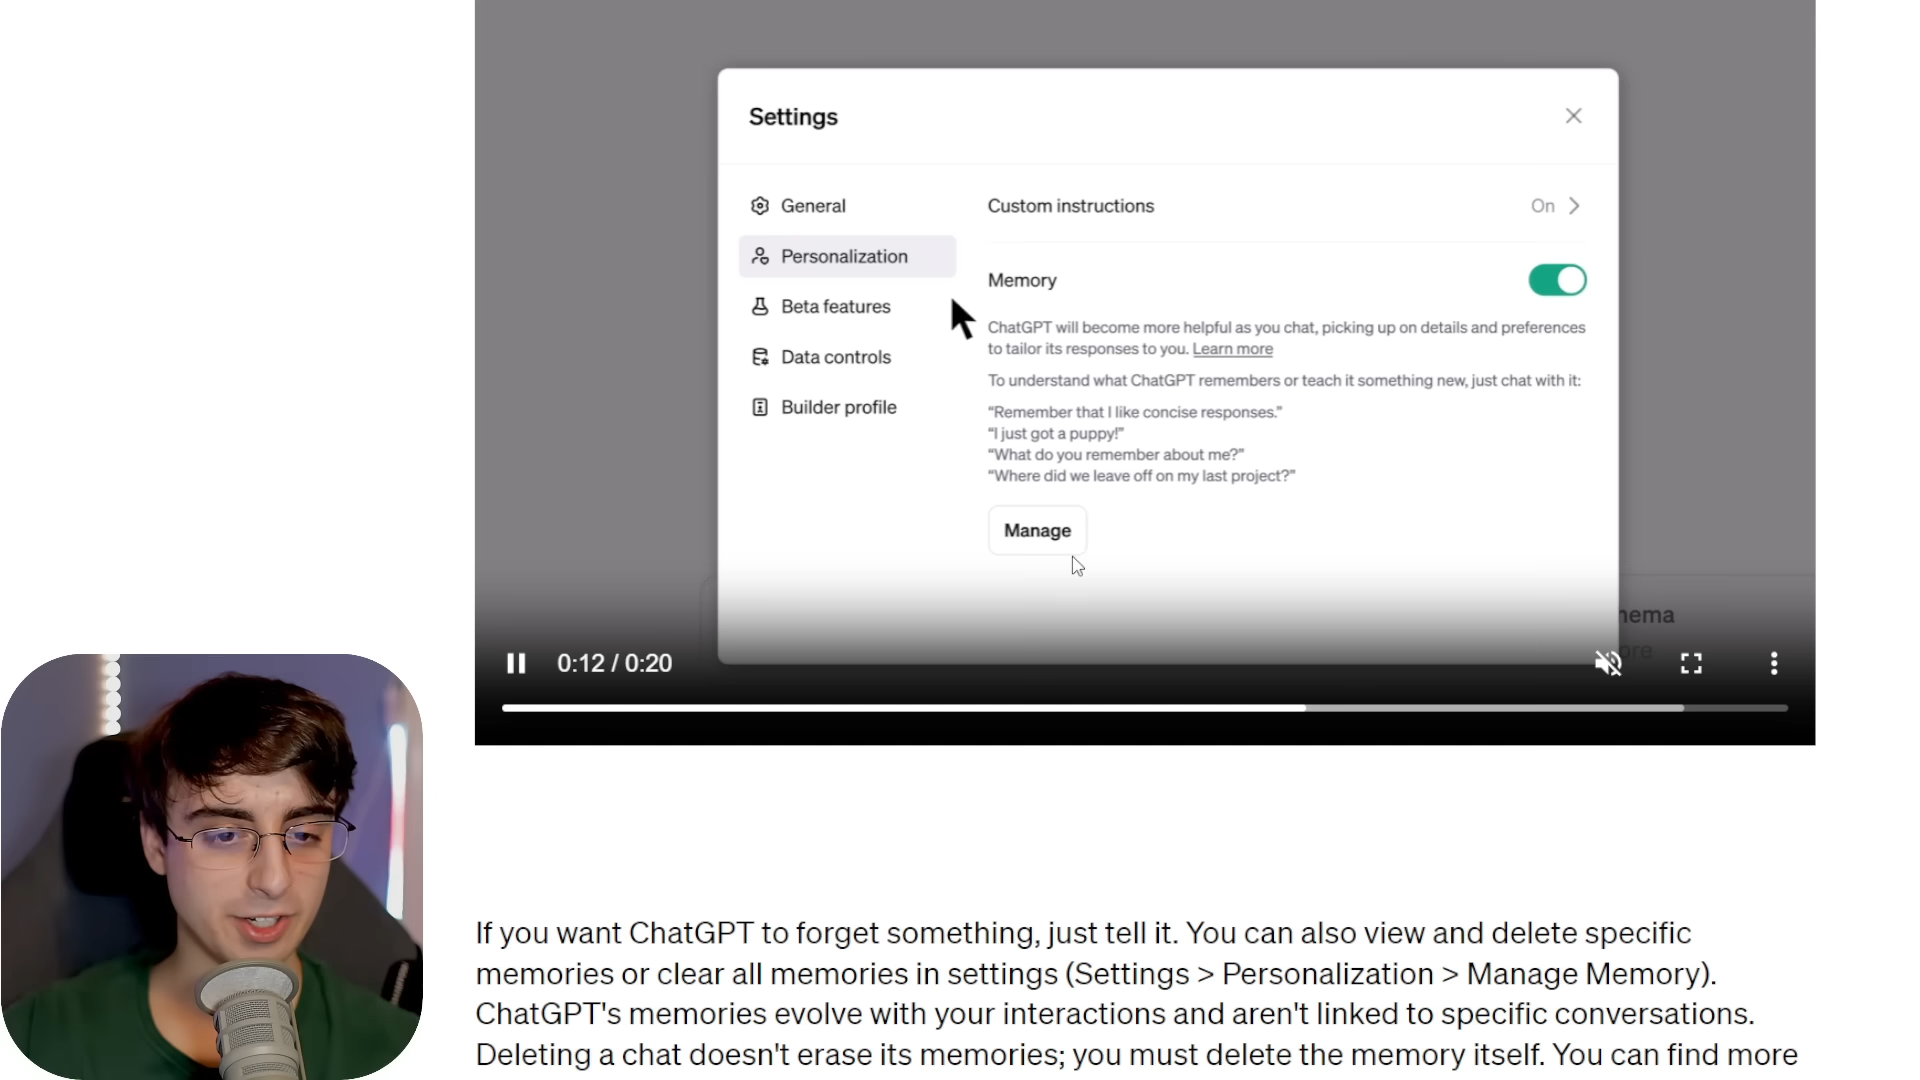 Settings
General
Personalization
Beta features
Data controls
Builder profile
Custom instructions
On
Memory
ChatGPT will become more helpful as you chat, picking up on details and preferences
to tailor its responses to you. Learn more
To understand what ChatGPT remembers or teach it something new, just chat with it:
“Remember that I like concise responses.”
“I just got a puppy!”
“What do you remember about me?”
“Where did we leave off on my last project?”
Manage
0:12 / 0:20
If you want ChatGPT to forget something, just tell it. You can also view and delete specific
memories or clear all memories in settings (Settings > Personalization > Manage Memory).
ChatGPT's memories evolve with your interactions and aren't linked to specific conversations.
Deleting a chat doesn't erase its memories; you must delete the memory itself. You can find more